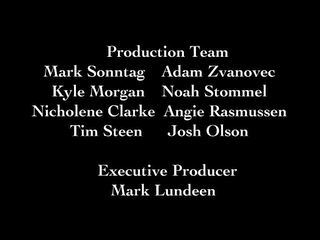 Production Team
Mark Sonntag Adam Zvanovec
Kyle Morgan Noah Stommel
Nicholene Clarke Angie Rasmussen
Tim Steen Josh Olson
Executive Producer
Mark Lundeen